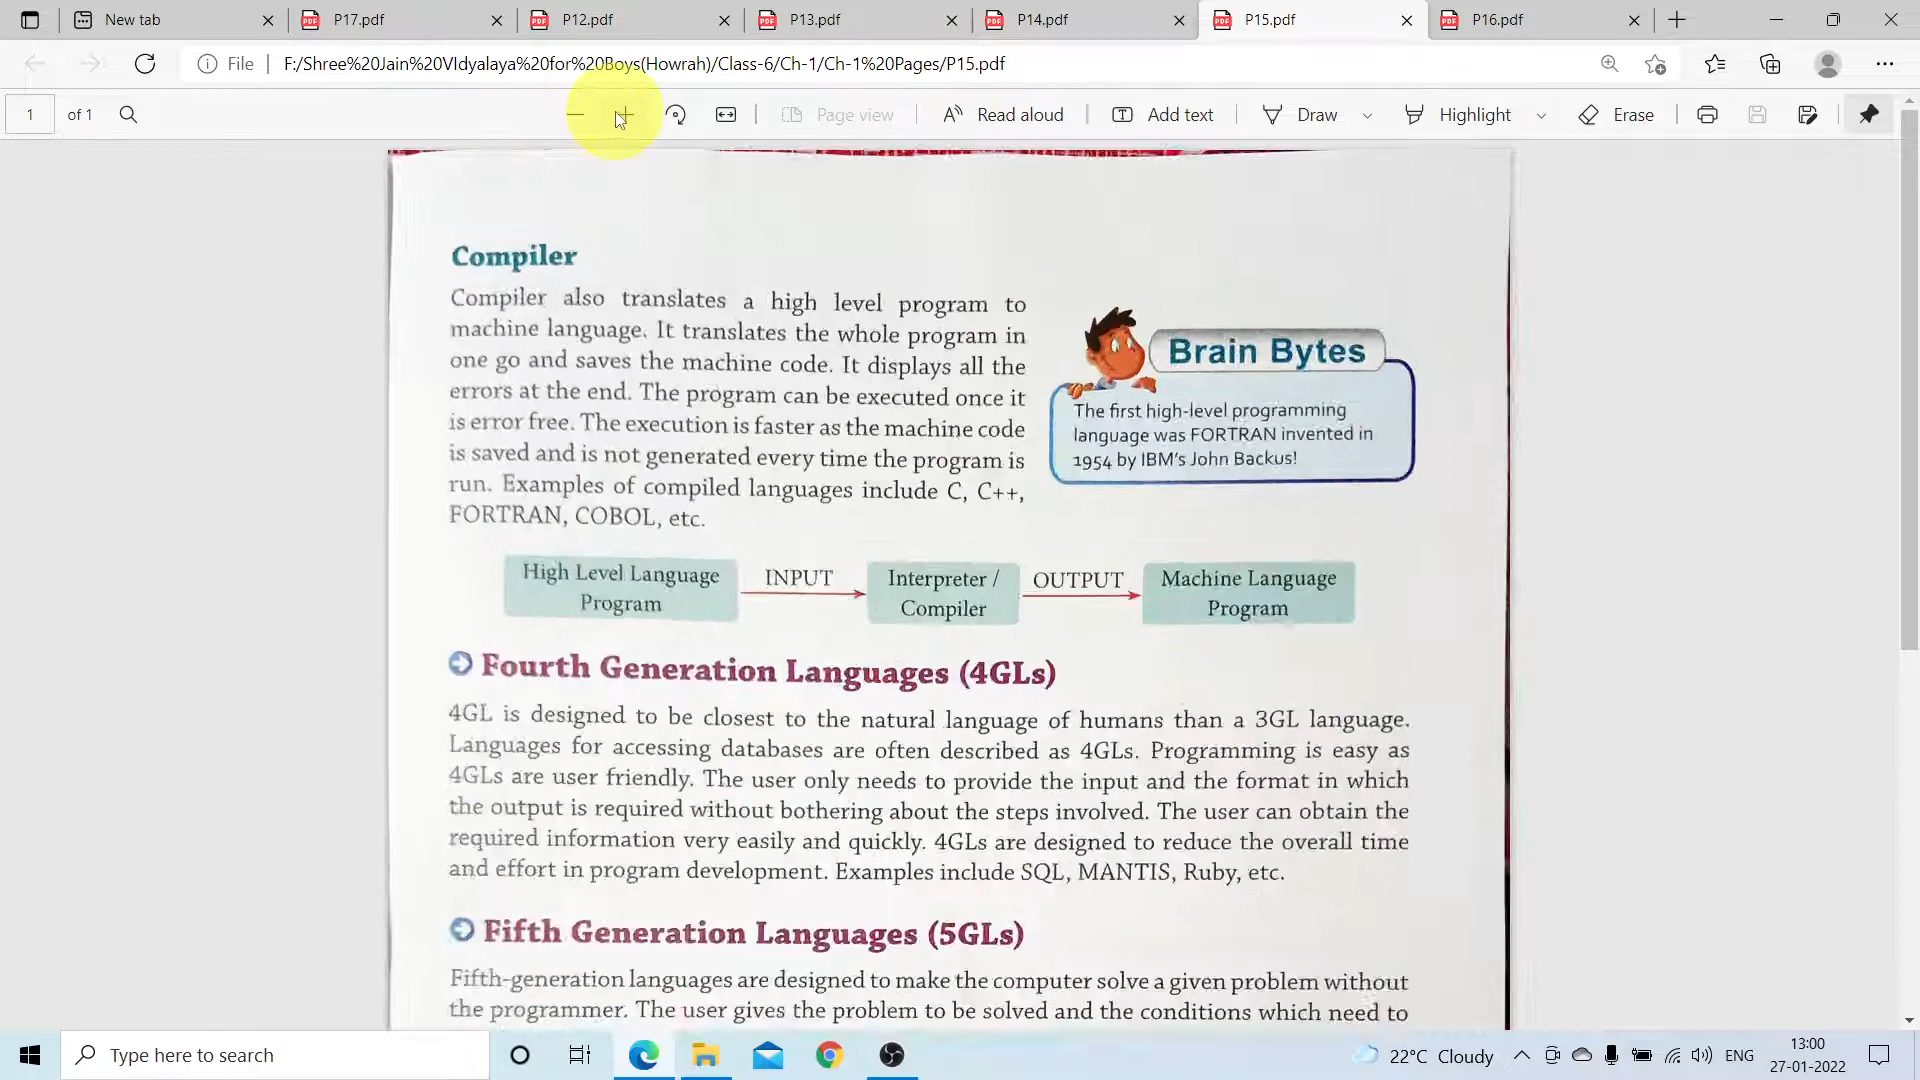 New tab
P17.pdf
P12.pdf
P13.pdf
P14.pdf
P15.pdf
P16.pdf
File
F:/Shree%20Jain%20VIdyalaya%20for%20Boys(Howrah)/Class-6/Ch-1/Ch-1%20Pages/P15.pdf
1 of 1
Page view
Read aloud
Add text
Draw
Highlight
Erase
Compiler
Compiler also translates a high level program to
machine language. It translates the whole program in
one go and saves the machine code. It displays all the
errors at the end. The program can be executed once it
is error free. The execution is faster as the machine code
is saved and is not generated every time the program is
run. Examples of compiled languages include C, C++,
FORTRAN, COBOL, etc.
Brain Bytes
The first high-level programming
language was FORTRAN invented in
1954 by IBM's John Backus!
High Level Language
Program
INPUT
Interpreter /
Compiler
OUTPUT
Machine Language
Program
Fourth Generation Languages (4GLs)
4GL is designed to be closest to the natural language of humans than a 3GL language.
Languages for accessing databases are often described as 4GLs. Programming is easy as
4GLs are user friendly. The user only needs to provide the input and the format in which
the output is required without bothering about the steps involved. The user can obtain the
required information very easily and quickly. 4GLs are designed to reduce the overall time
and effort in program development. Examples include SQL, MANTIS, Ruby, etc.
Fifth Generation Languages (5GLs)
Fifth-generation languages are designed to make the computer solve a given problem without
the programmer. The user gives the problem to be solved and the conditions which need to
Type here to search
22°C Cloudy
ENG
13:00
27-01-2022